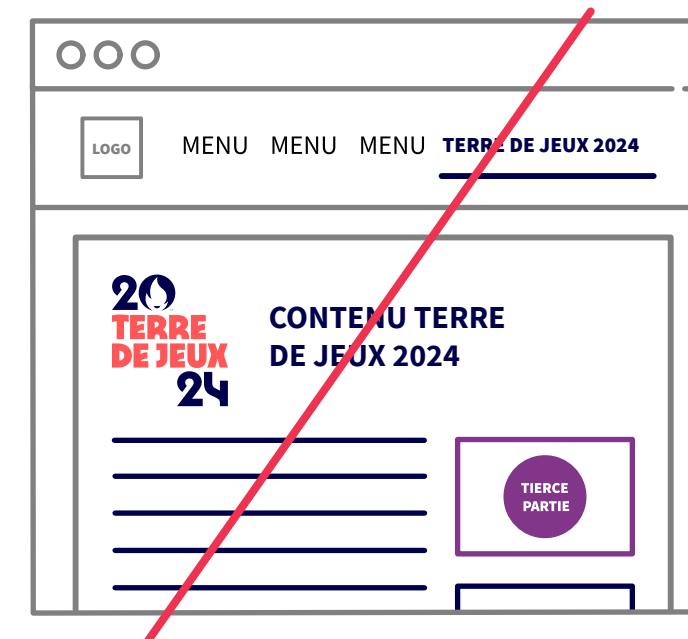 LOGO
MENU MENU MENU TERRE DE JEUX 2024
20
TERRE
DE JEUX
24
CONTENU TERRE
DE JEUX 2024
TIERCE
PARTIE